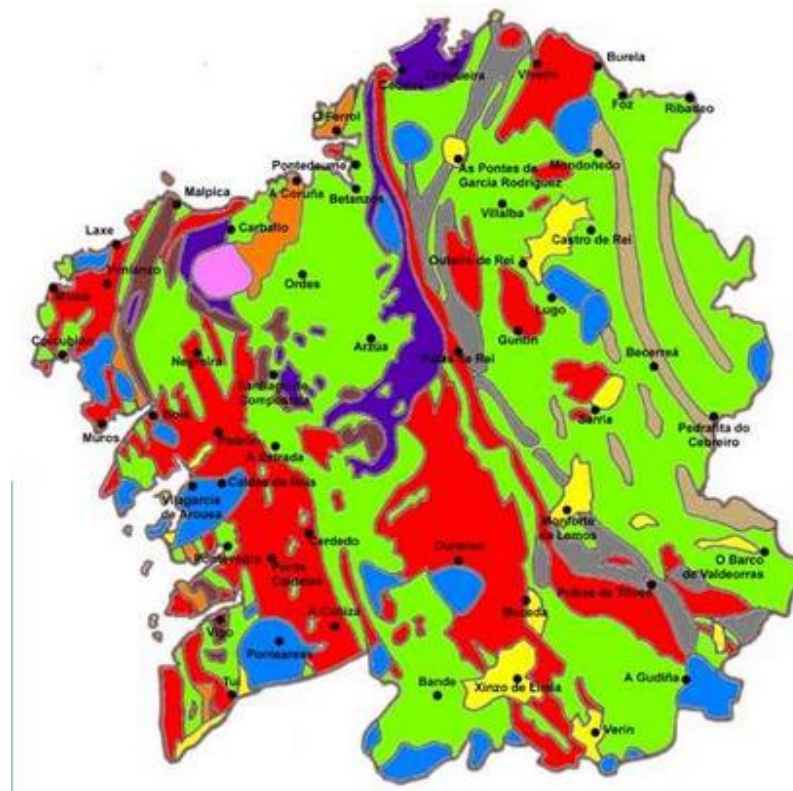 Cedeira
Ortigueira
Viveiro
Burela
Foz
Ribadeo
O Ferrol
Pontedeume
Betanzos
As Pontes de
García Rodríguez
Mondoñedo
A Coruña
Malpica
Villalba
Carballo
Castro de Rei
Laxe
Vimianzo
Outeiro de Rei
Ordes
Muxía
Lugo
Guntín
Corcubión
Negreira
Arzúa
Palas de Rei
Becerreá
Santiago de
Compostela
Noia
Muros
Padrón
A Estrada
Sarria
Pedrafita do
Cebreiro
Caldas de Reis
Vilagarcía
de Arousa
Monforte
de Lemos
Cerdedo
Pontevedra
Ponte
Caldelas
Ourense
O Barco
de Valdeorras
Pobos de Trives
Maceda
A Cañiza
Vigo
Ponteareas
Tui
Bande
Xinzo de Limia
A Gudiña
Verín